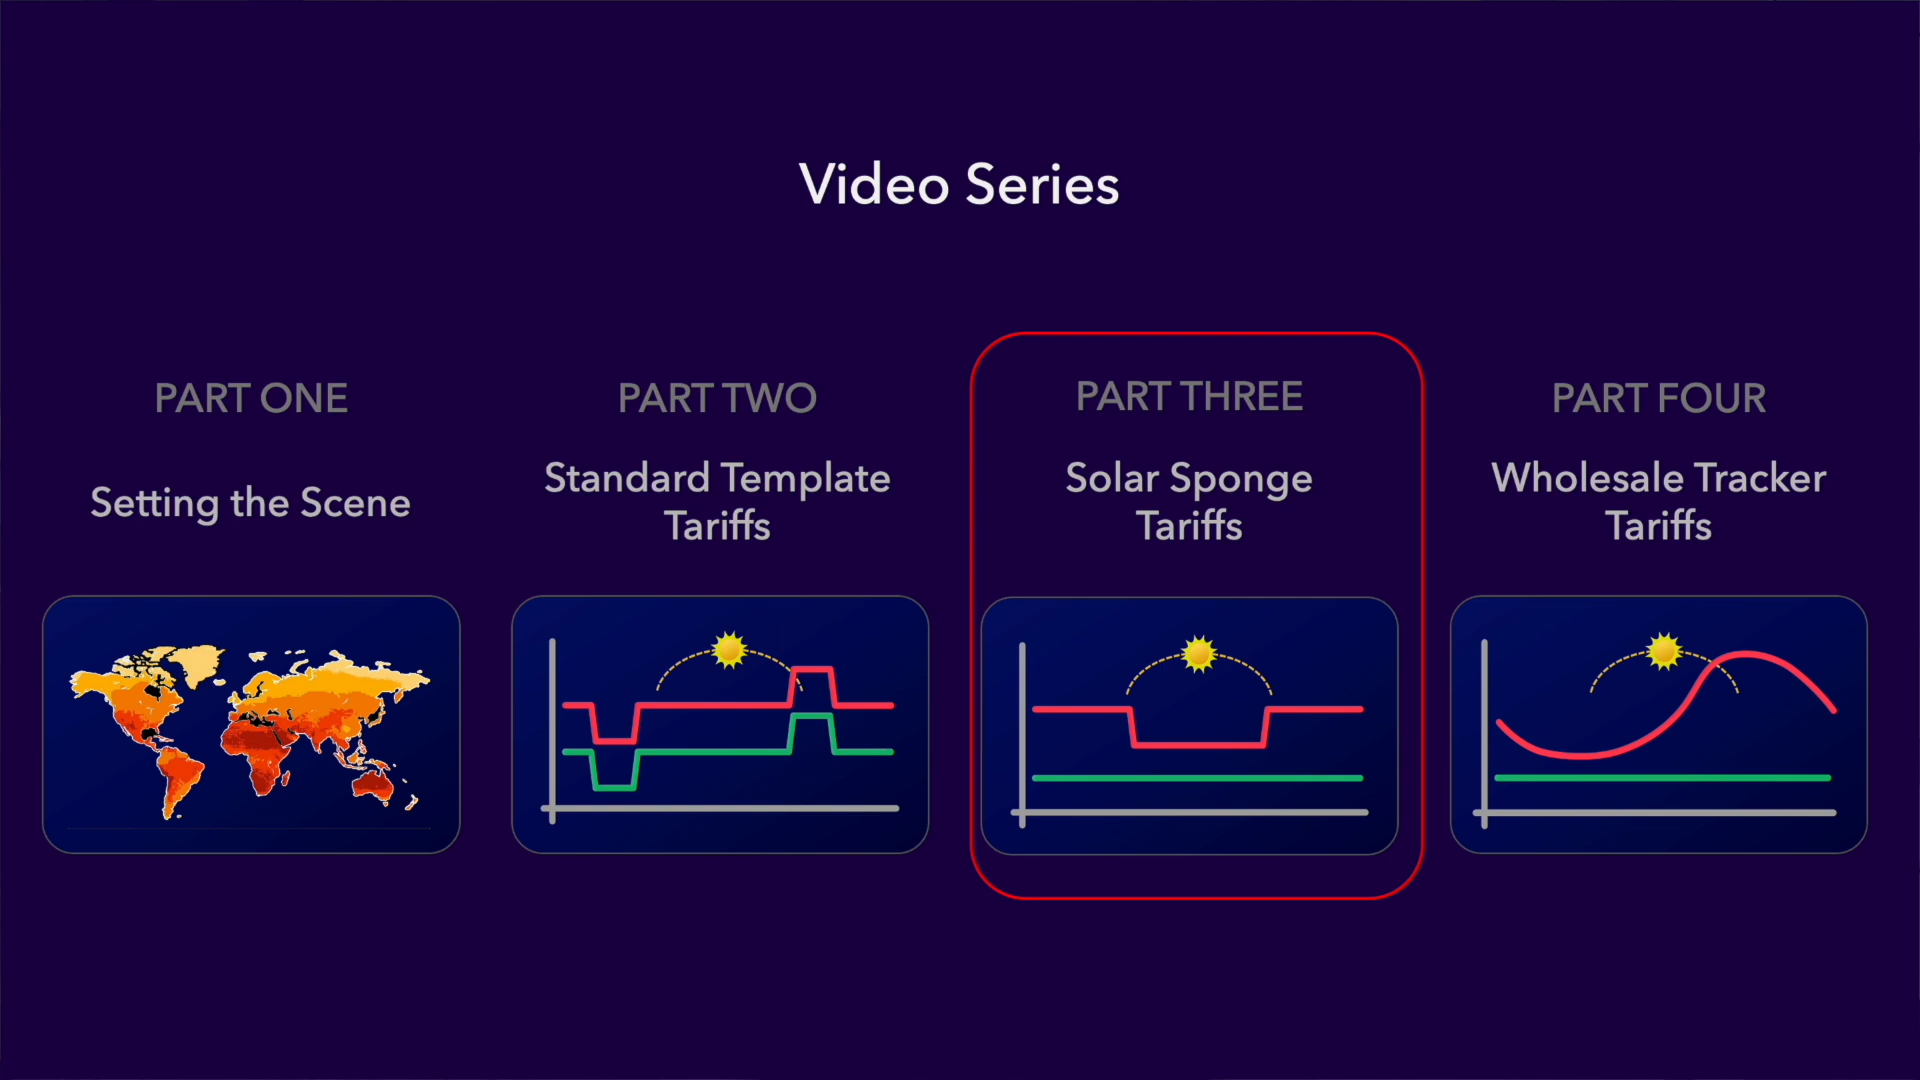 Video Series
PART ONE
Setting the Scene
PART TWO
Standard Template
Tariffs
PART THREE
Solar Sponge
Tariffs
PART FOUR
Wholesale Tracker
Tariffs